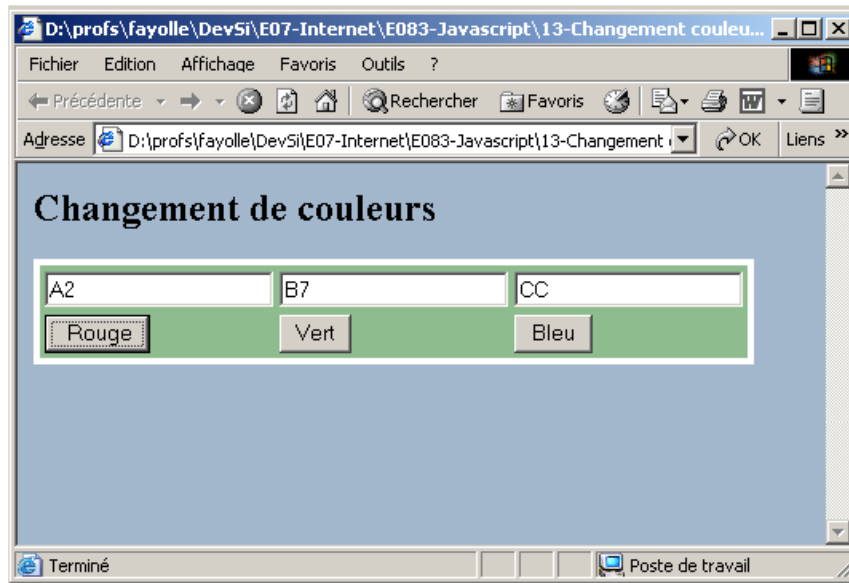 D:\profs\fayolle\DevSi\E07-Internet\E083-Javascript\13-Changement couleu...
Fichier Edition Affichage Favoris Outils ?
Précédente Rechercher Favoris
Adresse D:\profs\fayolle\DevSi\E07-Internet\E083-Javascript\13-Changement OK Liens »
Changement de couleurs
A2 B7 CC
Rouge Vert Bleu
Terminé Poste de travail